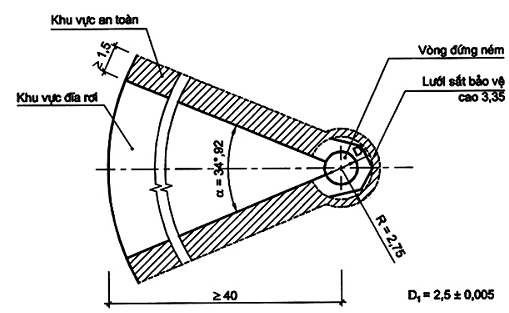 Khu vực an toàn
≥ 1,5
Khu vực đĩa rơi
Vòng đứng ném
Lưới sắt bảo vệ
cao 3,35
D
α = 34°,92
R = 2,75
≥ 40
D₁ = 2,5 ± 0,005